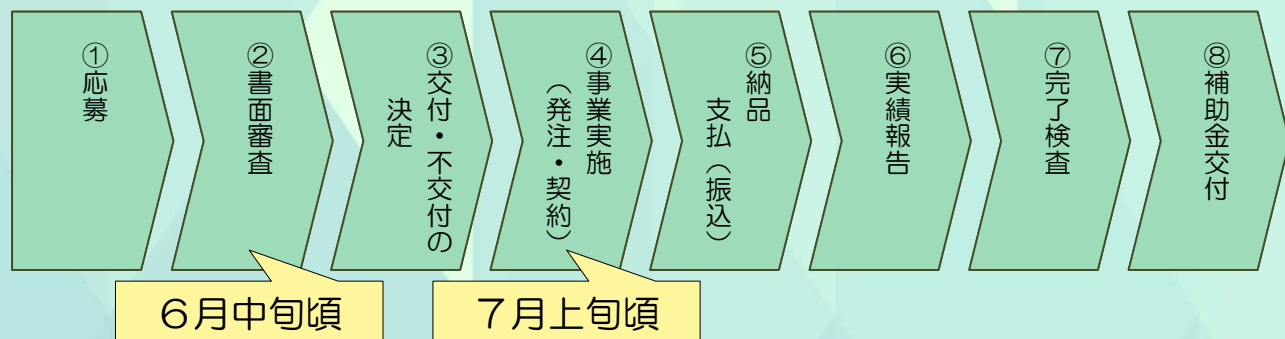 ①応募
②書面審査
③交付・不交付の
決定
④事業実施
（発注・契約）
⑤納品
支払（振込）
⑥実績報告
⑦完了検査
⑧補助金交付
６月中旬頃
７月上旬頃